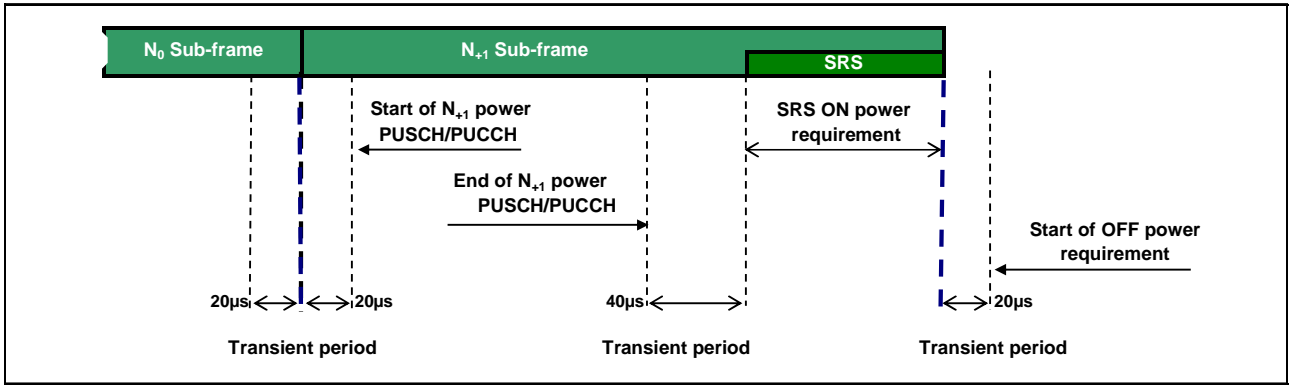 N₀ Sub-frame
N₊₁ Sub-frame
SRS
Start of N₊₁ power
PUSCH/PUCCH
SRS ON power
requirement
End of N₊₁ power
PUSCH/PUCCH
Start of OFF power
requirement
20µs
20µs
40µs
20µs
Transient period
Transient period
Transient period